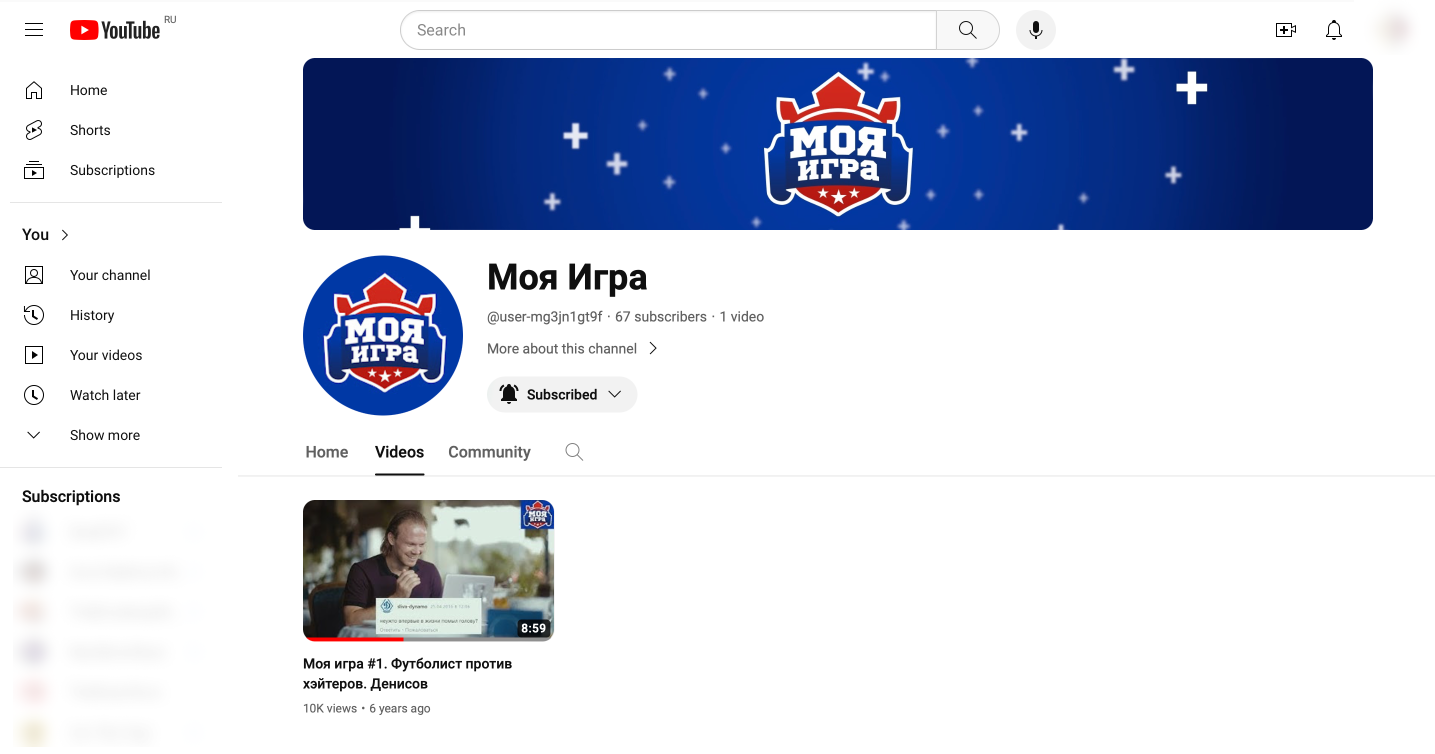 YouTube RU
Search
Home
Shorts
Subscriptions
You
Your channel
History
Your videos
Watch later
Show more
Subscriptions
МОЯ
ИГРА
МОЯ
ИГРА
Моя Игра
@user-mg3jn1gt9f · 67 subscribers · 1 video
More about this channel
Subscribed
Home Videos Community
МОЯ
ИГРА
неужто впервые в жизни помыл голову?
8:59
Моя игра #1. Футболист против
хэйтеров. Денисов
10K views • 6 years ago